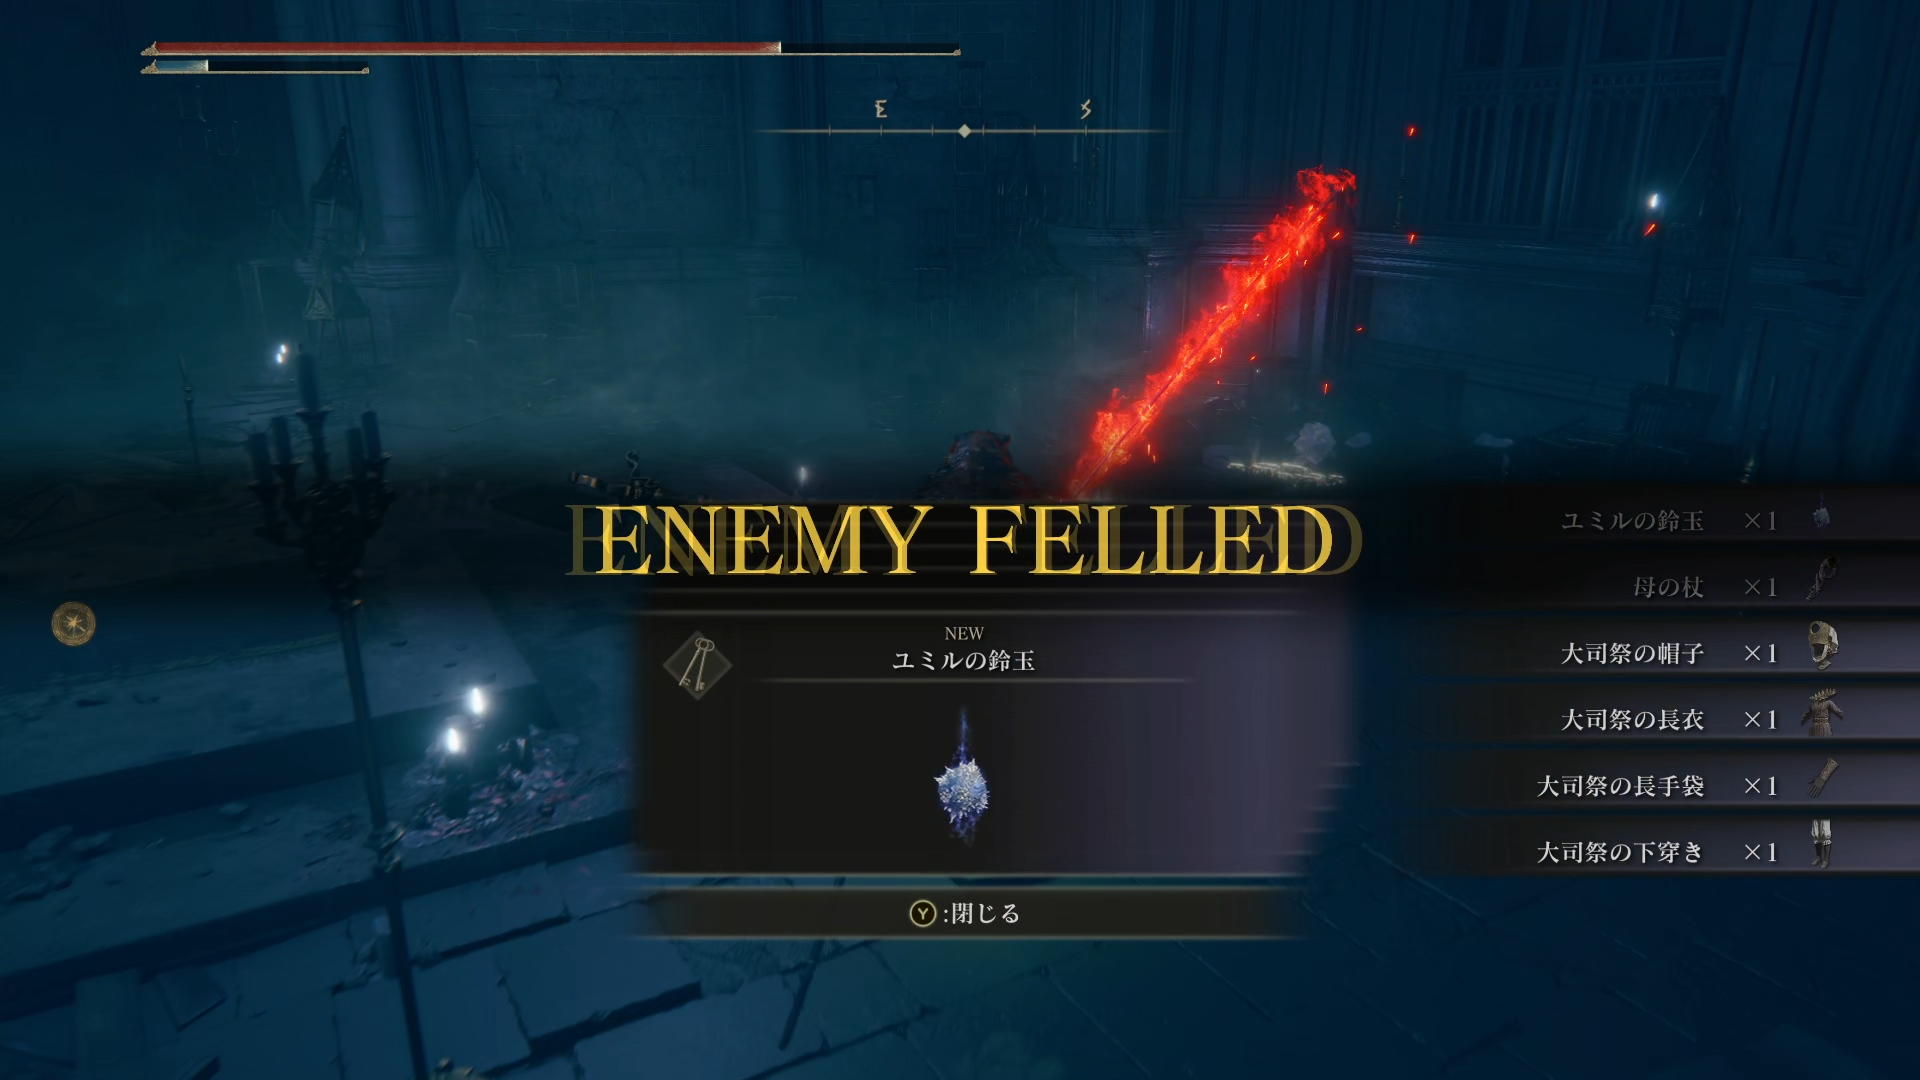 E S
ENEMY FELLED
NEW
ユミルの鈴玉
Y:閉じる
ユミルの鈴玉 ×1
母の杖 ×1
大司祭の帽子 ×1
大司祭の長衣 ×1
大司祭の長手袋 ×1
大司祭の下穿き ×1